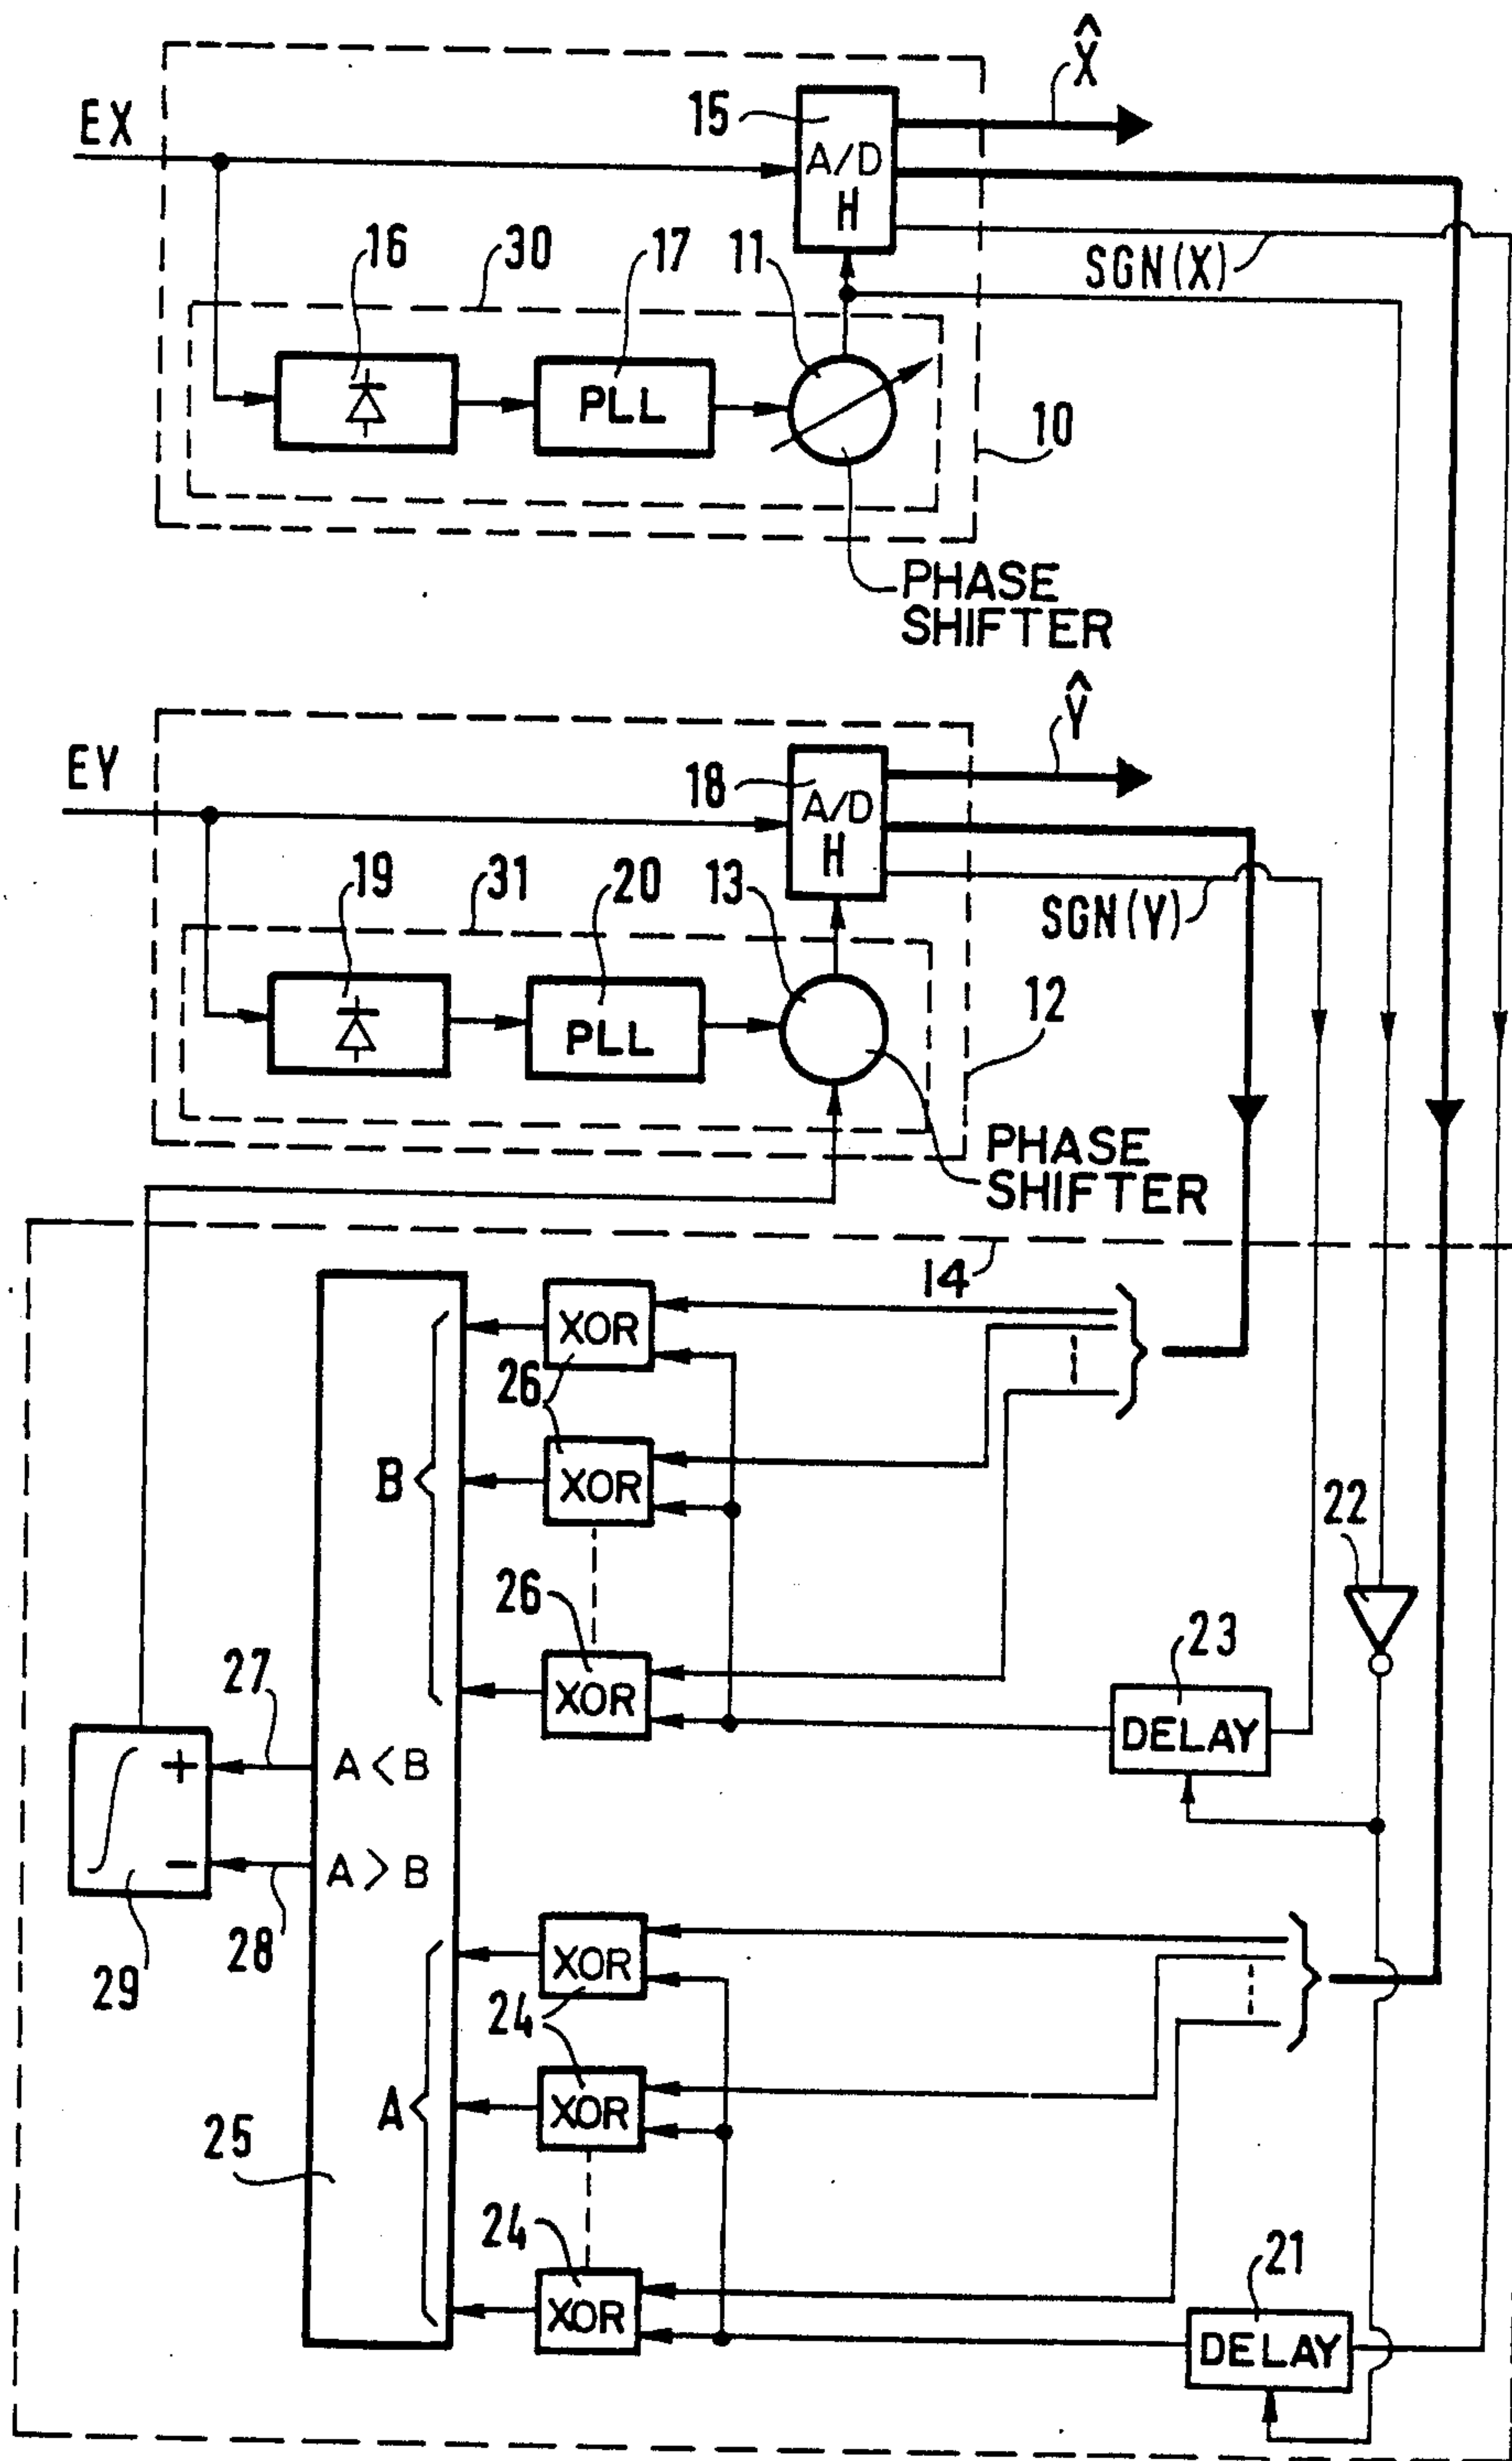 X̂
EX
15
A/D
H
SGN(X)
16
30
17
11
PLL
10
PHASE
SHIFTER
Ŷ
EY
18
A/D
H
SGN(Y)
19
31
20
13
PLL
12
PHASE
SHIFTER
14
XOR
26
B
XOR
22
26
XOR
23
DELAY
27
+
A < B
−
A > B
28
29
XOR
24
A
XOR
25
24
XOR
21
DELAY